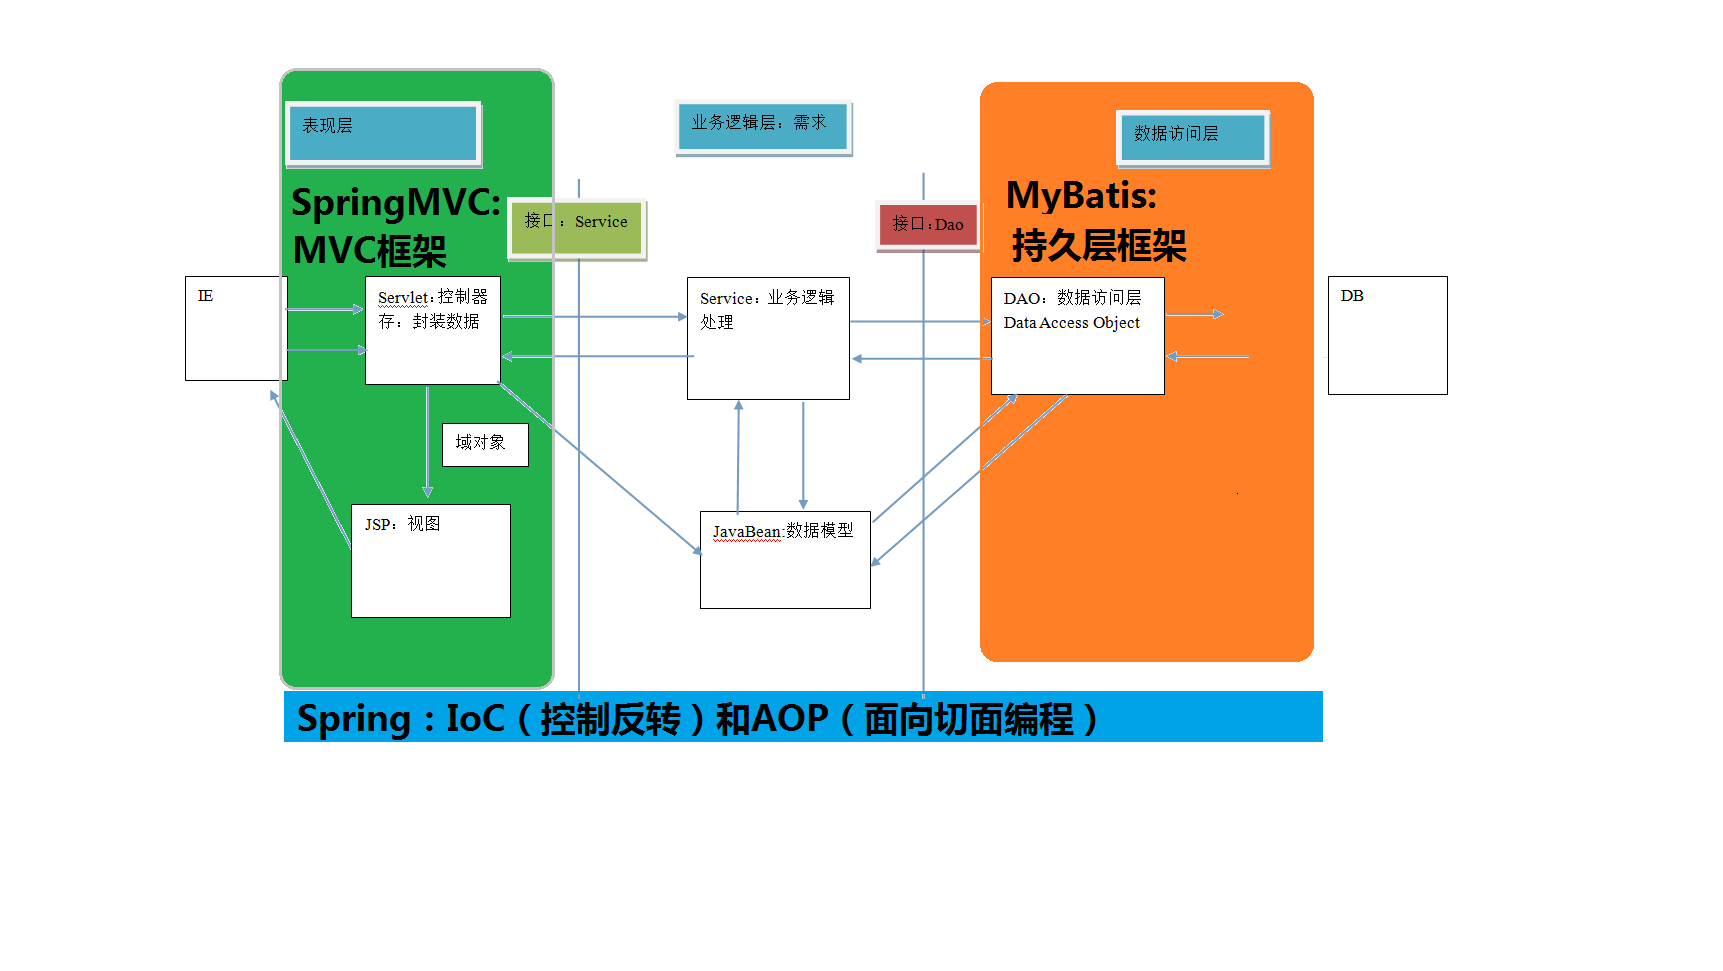 表现层
业务逻辑层：需求
数据访问层
SpringMVC:
MVC框架
接口：Service
接口:Dao
MyBatis:
持久层框架
IE
Servlet:控制器
存：封装数据
Service：业务逻辑
处理
DAO：数据访问层
Data Access Object
DB
域对象
JSP：视图
JavaBean:数据模型
Spring：IoC（控制反转）和AOP（面向切面编程）